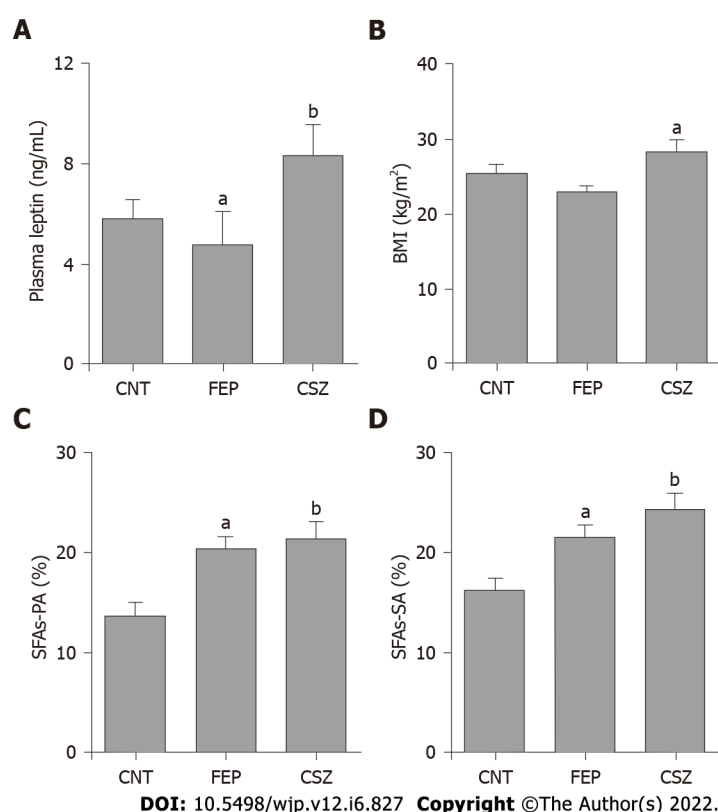 A
Plasma leptin (ng/mL)
12
8
4
0
a
b
CNT FEP CSZ
B
BMI (kg/m²)
40
30
20
10
0
a
CNT FEP CSZ
C
SFAs-PA (%)
30
20
10
0
a
b
CNT FEP CSZ
D
SFAs-SA (%)
30
20
10
0
a
b
CNT FEP CSZ
DOI: 10.5498/wjp.v12.i6.827 Copyright ©The Author(s) 2022.